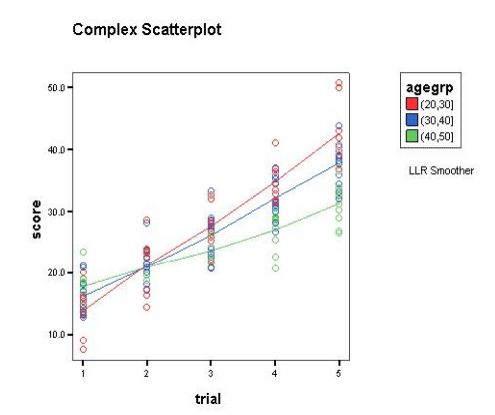 Complex Scatterplot
agegrp
(20,30]
(30,40]
(40,50]
LLR Smoother
50.0
40.0
30.0
20.0
10.0
score
1 2 3 4 5
trial